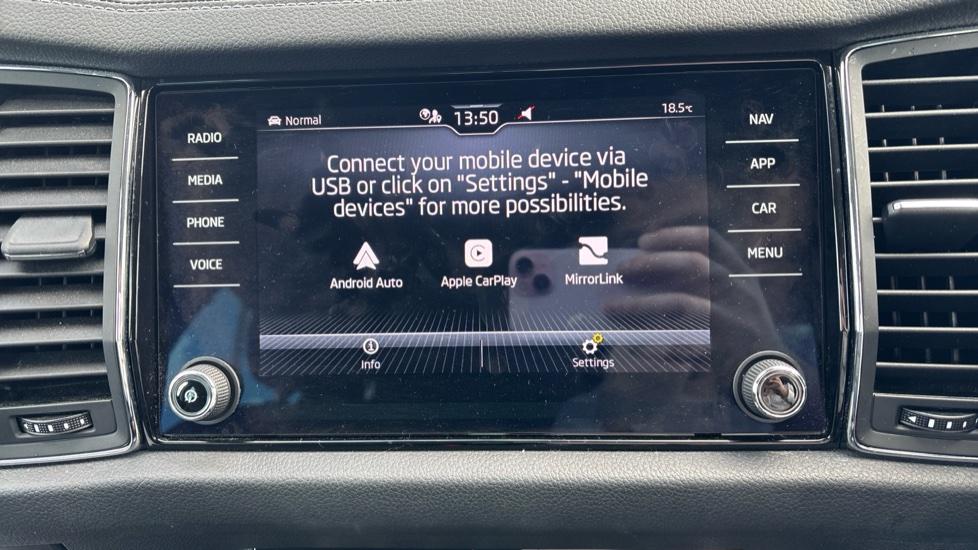 Normal
13:50
18.5°C
RADIO
MEDIA
PHONE
VOICE
Connect your mobile device via
USB or click on "Settings" - "Mobile
devices" for more possibilities.
Android Auto
Apple CarPlay
MirrorLink
Info
Settings
NAV
APP
CAR
MENU